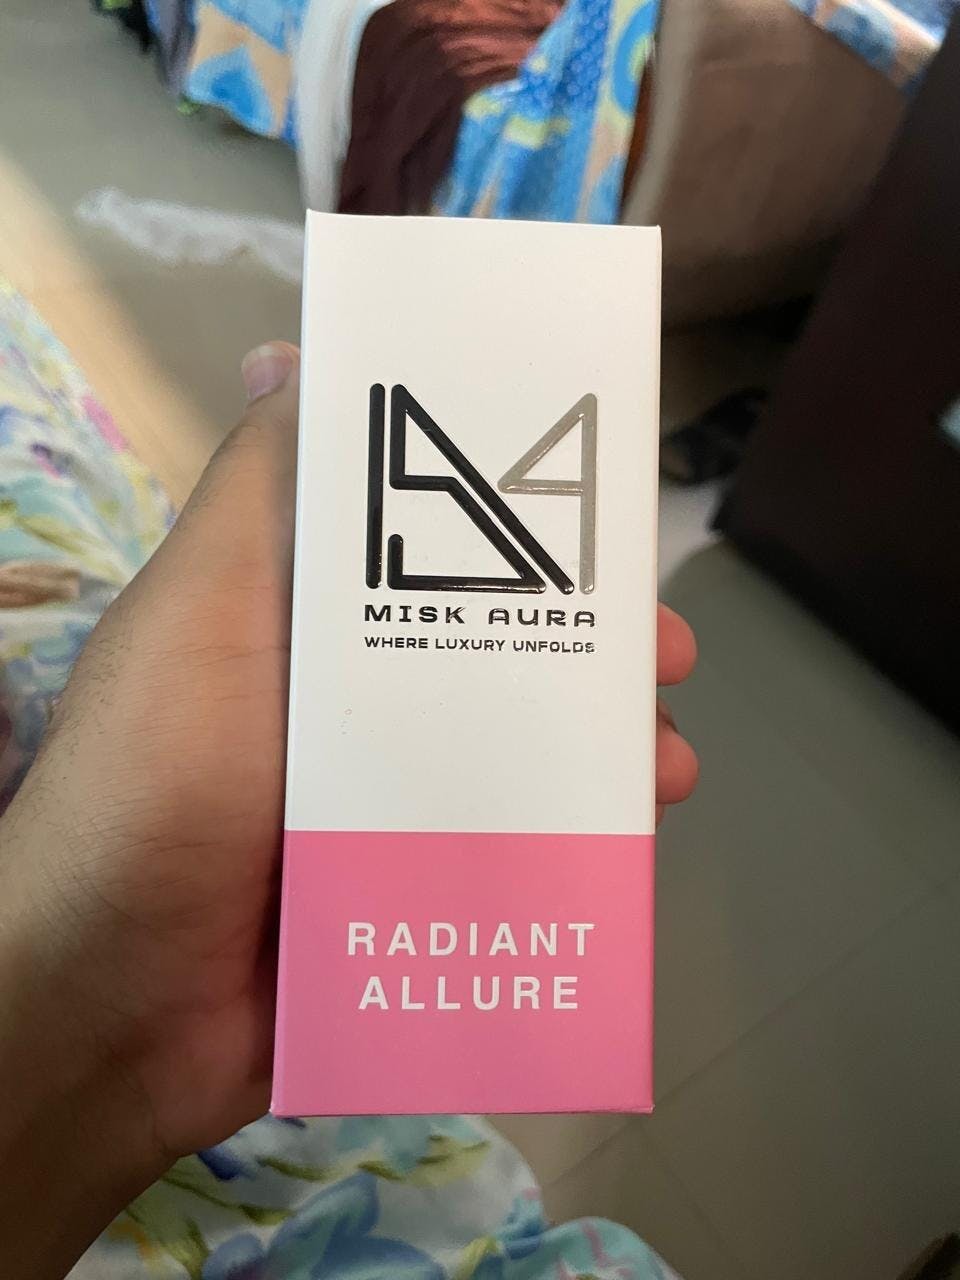 MISK AURA
WHERE LUXURY UNFOLDS
RADIANT
ALLURE